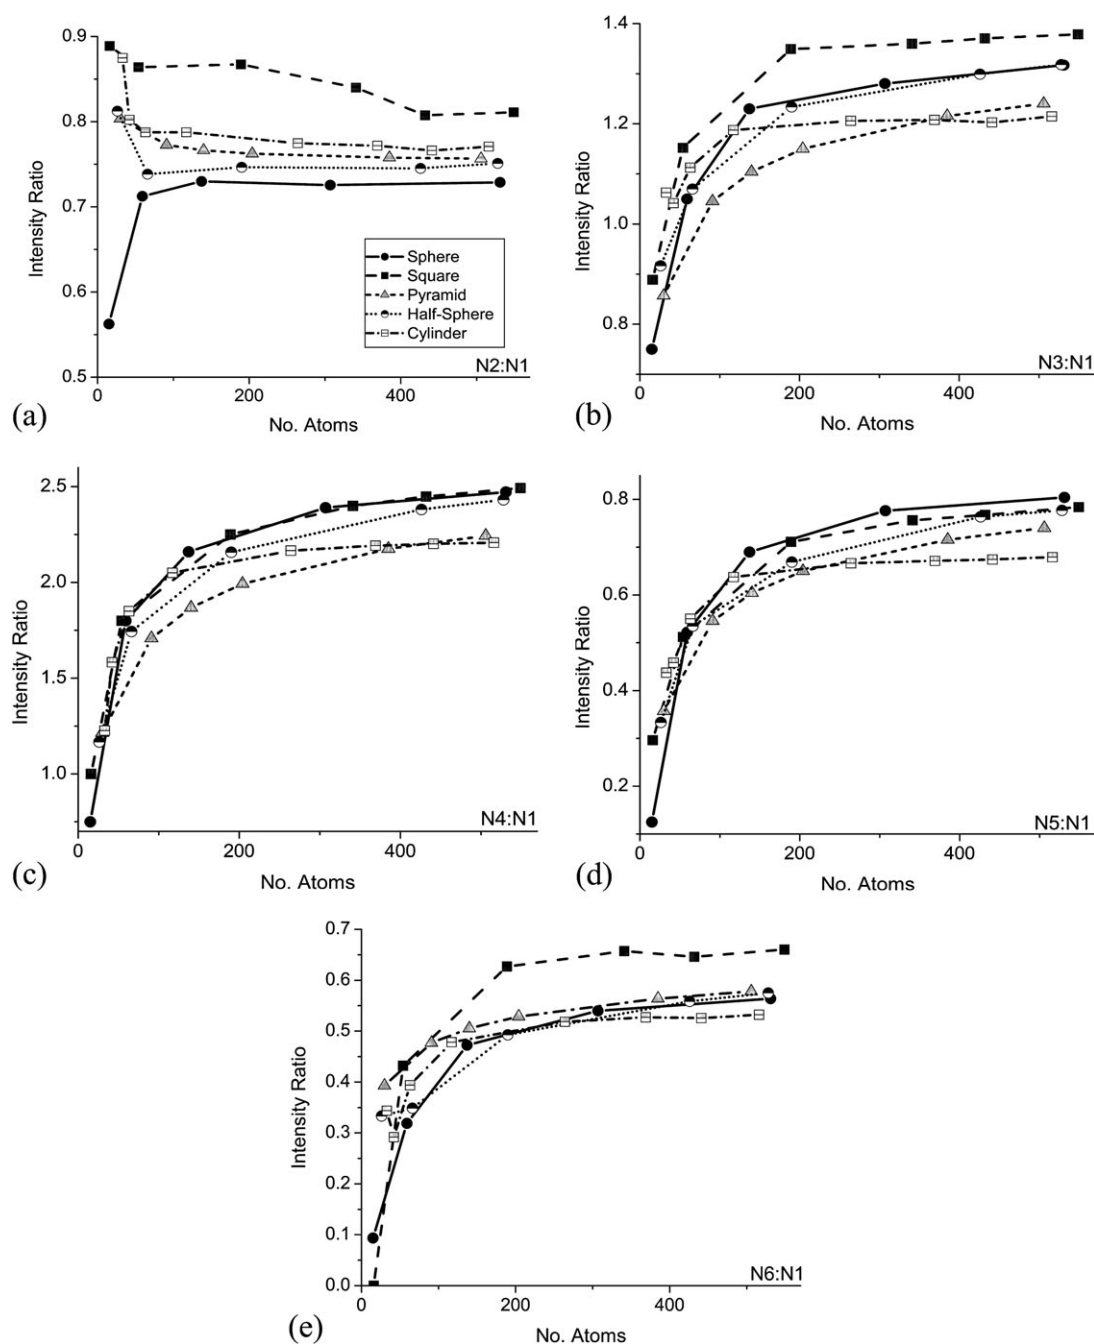 0.9
0.8
0.7
0.6
0.5
0
200
400
Intensity Ratio
No. Atoms
Sphere
Square
Pyramid
Half-Sphere
Cylinder
N2:N1
(a)
1.4
1.2
1.0
0.8
0
200
400
Intensity Ratio
No. Atoms
N3:N1
(b)
2.5
2.0
1.5
1.0
0
200
400
Intensity Ratio
No. Atoms
N4:N1
(c)
0.8
0.6
0.4
0.2
0
200
400
Intensity Ratio
No. Atoms
N5:N1
(d)
0.7
0.6
0.5
0.4
0.3
0.2
0.1
0.0
0
200
400
Intensity Ratio
No. Atoms
N6:N1
(e)